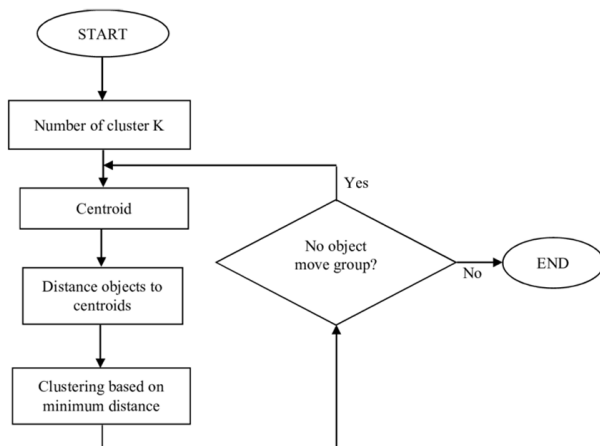 START
Number of cluster K
Centroid
Distance objects to
centroids
Clustering based on
minimum distance
Yes
No object
move group?
No
END